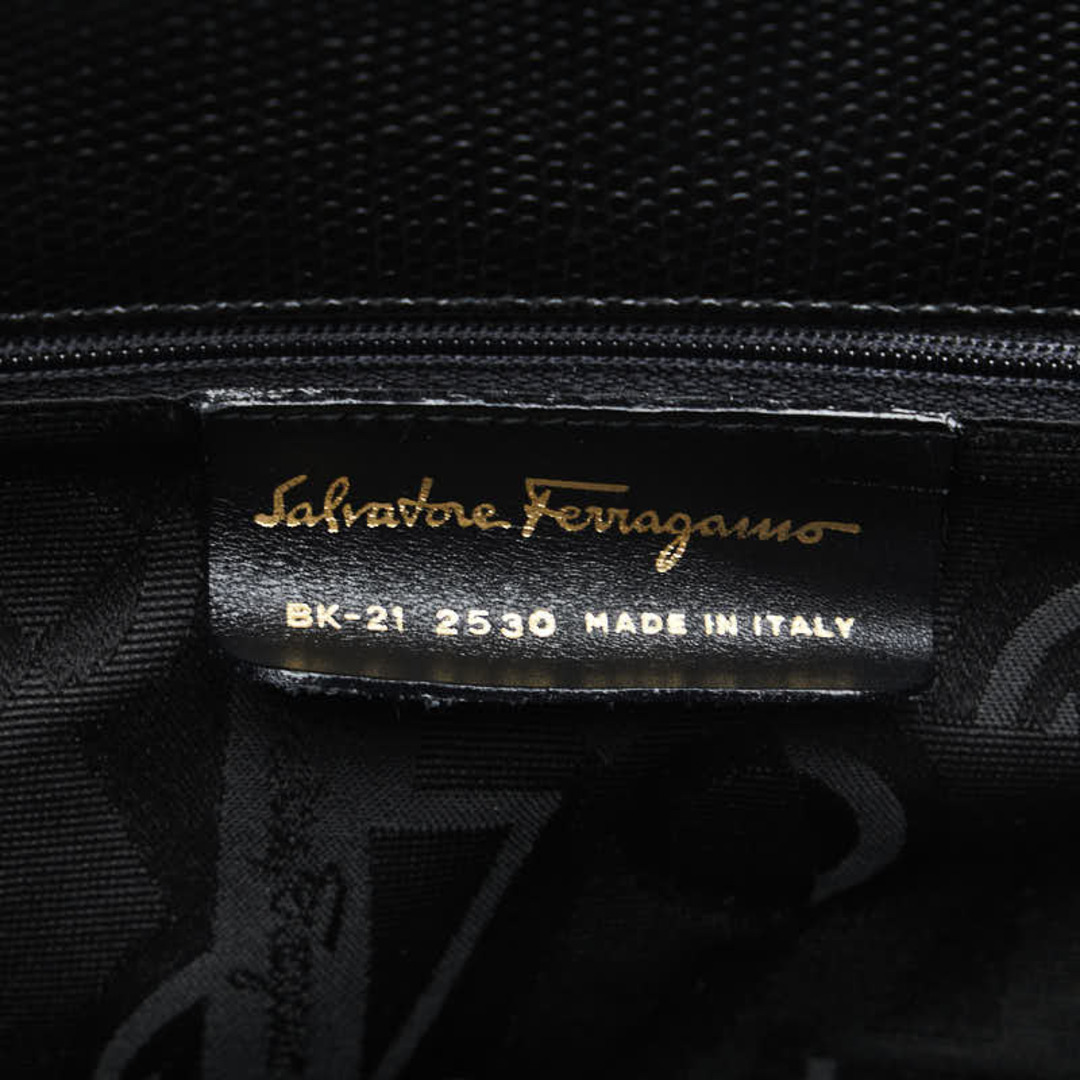 Salvatore Ferragamo
BK-21 2530 MADE IN ITALY